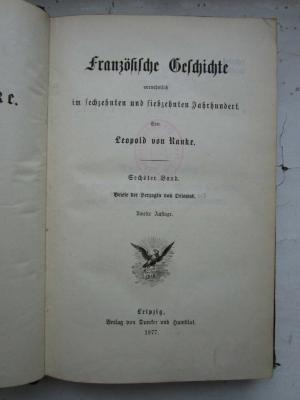 Französische Geschichte
vornehmlich
im sechzehnten und siebzehnten Jahrhundert.
Von
Leopold von Ranke.
Sechster Band.
Briefe der Herzogin von Orleans.
Zweite Auflage.
Leipzig,
Verlag von Duncker und Humblot.
1877.